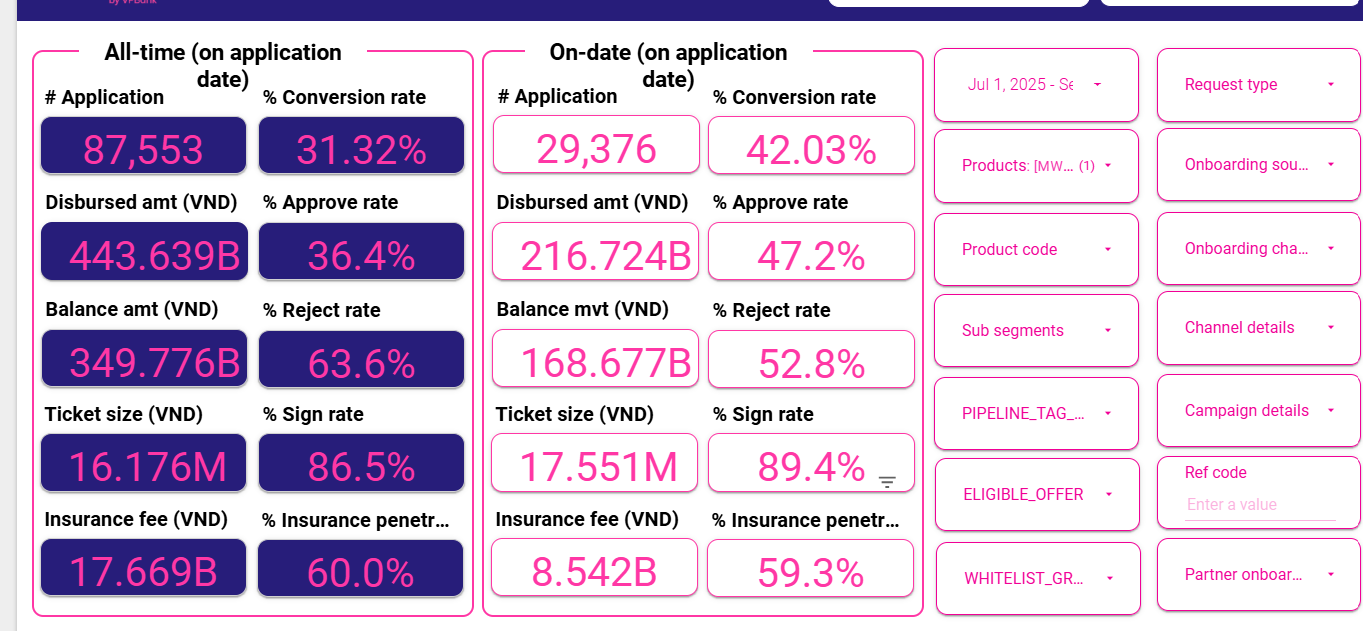 by VPBank
All-time (on application
date)
# Application
% Conversion rate
87,553
31.32%
Disbursed amt (VND)
% Approve rate
443.639B
36.4%
Balance amt (VND)
% Reject rate
349.776B
63.6%
Ticket size (VND)
% Sign rate
16.176M
86.5%
Insurance fee (VND)
% Insurance penetr...
17.669B
60.0%
On-date (on application
date)
# Application
% Conversion rate
29,376
42.03%
Disbursed amt (VND)
% Approve rate
216.724B
47.2%
Balance mvt (VND)
% Reject rate
168.677B
52.8%
Ticket size (VND)
% Sign rate
17.551M
89.4%
Insurance fee (VND)
% Insurance penetr...
8.542B
59.3%
Jul 1, 2025 - Se
Products: [MW... (1)
Product code
Sub segments
PIPELINE_TAG_...
ELIGIBLE_OFFER
WHITELIST_GR...
Request type
Onboarding sou...
Onboarding cha...
Channel details
Campaign details
Ref code
Enter a value
Partner onboar...